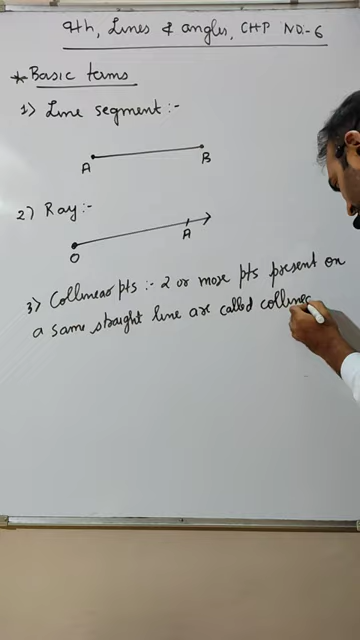 9th, Lines & angles, CHP NO.-6
* Basic terms
1) Line segment :-
A B
2) Ray :-
O A
3) Collinear pts :- 2 or more pts present on
a same straight line are called collinea